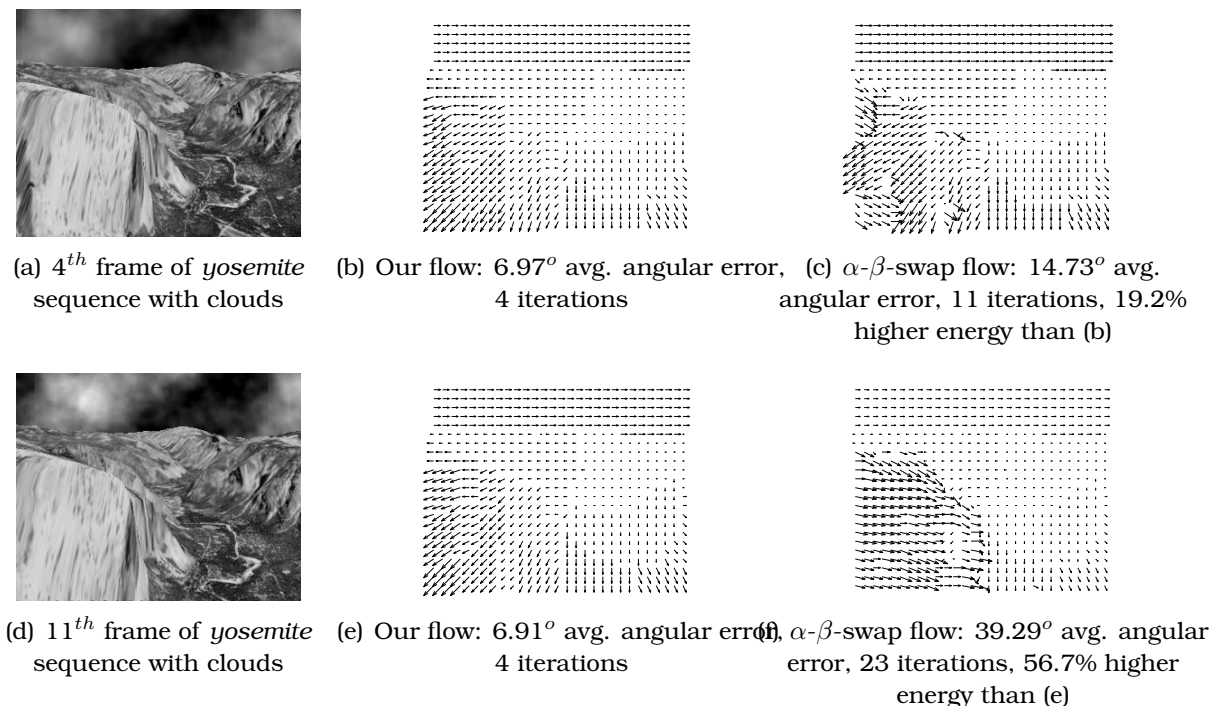 (a) 4th frame of yosemite
sequence with clouds
(b) Our flow: 6.97o avg. angular error,
4 iterations
(c) α-β-swap flow: 14.73o avg.
angular error, 11 iterations, 19.2%
higher energy than (b)
(d) 11th frame of yosemite
sequence with clouds
(e) Our flow: 6.91o avg. angular error,
4 iterations
(f) α-β-swap flow: 39.29o avg. angular
error, 23 iterations, 56.7% higher
energy than (e)